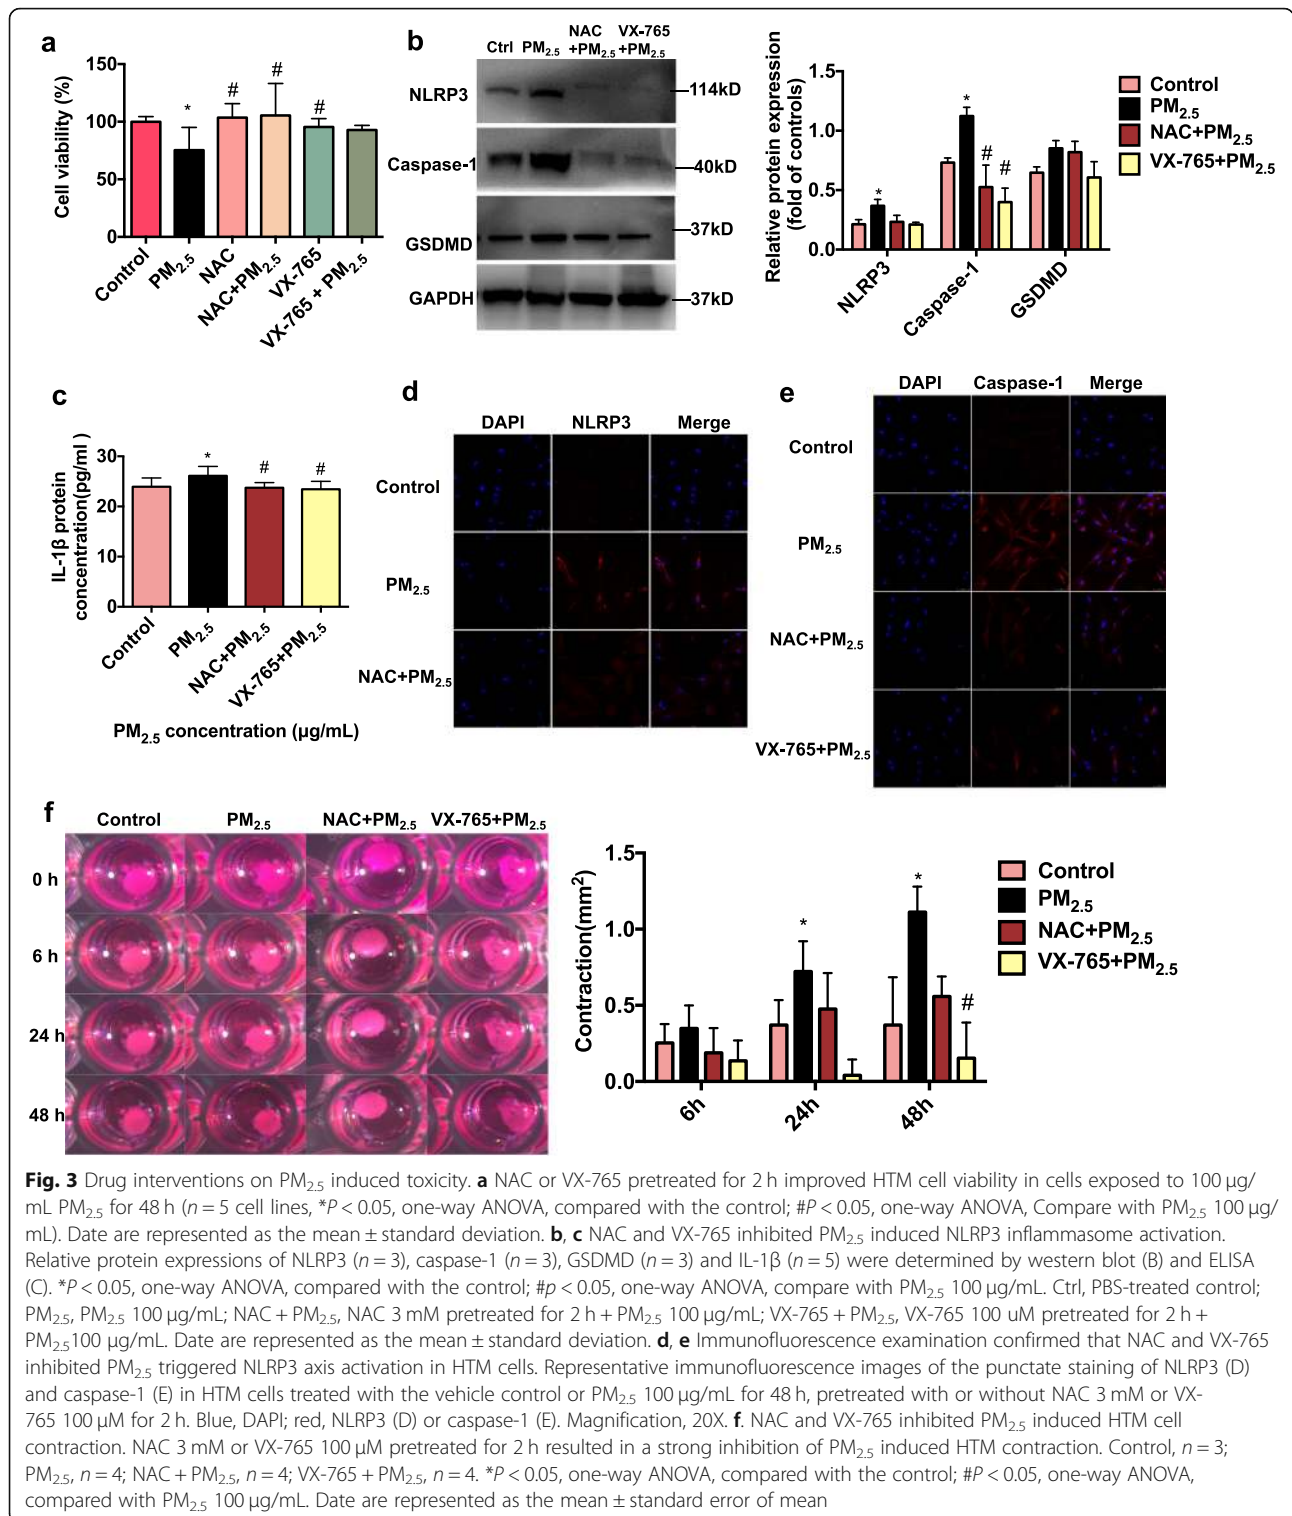 a
Cell viability (%)
150
100
50
0
*
#
#
#
Control
PM2.5
NAC
NAC+PM2.5
VX-765
VX-765 + PM2.5
b
Ctrl PM2.5 NAC +PM2.5 VX-765 +PM2.5
NLRP3
114kD
Caspase-1
40kD
GSDMD
37kD
GAPDH
37kD
Relative protein expression
(fold of controls)
1.5
1.0
0.5
0.0
*
*
#
#
NLRP3
Caspase-1
GSDMD
Control
PM2.5
NAC+PM2.5
VX-765+PM2.5
c
IL-1β protein
concentration(pg/ml )
30
20
10
0
*
#
#
Control
PM2.5
NAC+PM2.5
VX-765+PM2.5
PM2.5 concentration (µg/mL)
d
DAPI NLRP3 Merge
Control
PM2.5
NAC+PM2.5
e
DAPI Caspase-1 Merge
Control
PM2.5
NAC+PM2.5
VX-765+PM2.5
f
Control PM2.5 NAC+PM2.5 VX-765+PM2.5
0 h
6 h
24 h
48 h
Contraction(mm2)
1.5
1.0
0.5
0.0
*
*
#
6h
24h
48h
Control
PM2.5
NAC+PM2.5
VX-765+PM2.5
Fig. 3 Drug interventions on PM2.5 induced toxicity. a NAC or VX-765 pretreated for 2 h improved HTM cell viability in cells exposed to 100 µg/
mL PM2.5 for 48 h (n = 5 cell lines, *P < 0.05, one-way ANOVA, compared with the control; #P < 0.05, one-way ANOVA, Compare with PM2.5 100 µg/
mL). Date are represented as the mean ± standard deviation. b, c NAC and VX-765 inhibited PM2.5 induced NLRP3 inflammasome activation.
Relative protein expressions of NLRP3 (n = 3), caspase-1 (n = 3), GSDMD (n = 3) and IL-1β (n = 5) were determined by western blot (B) and ELISA
(C). *P < 0.05, one-way ANOVA, compared with the control; #p < 0.05, one-way ANOVA, compare with PM2.5 100 µg/mL. Ctrl, PBS-treated control;
PM2.5, PM2.5 100 µg/mL; NAC + PM2.5, NAC 3 mM pretreated for 2 h + PM2.5 100 µg/mL; VX-765 + PM2.5, VX-765 100 uM pretreated for 2 h +
PM2.5100 µg/mL. Date are represented as the mean ± standard deviation. d, e Immunofluorescence examination confirmed that NAC and VX-765
inhibited PM2.5 triggered NLRP3 axis activation in HTM cells. Representative immunofluorescence images of the punctate staining of NLRP3 (D)
and caspase-1 (E) in HTM cells treated with the vehicle control or PM2.5 100 µg/mL for 48 h, pretreated with or without NAC 3 mM or VX-
765 100 µM for 2 h. Blue, DAPI; red, NLRP3 (D) or caspase-1 (E). Magnification, 20X. f. NAC and VX-765 inhibited PM2.5 induced HTM cell
contraction. NAC 3 mM or VX-765 100 µM pretreated for 2 h resulted in a strong inhibition of PM2.5 induced HTM contraction. Control, n = 3;
PM2.5, n = 4; NAC + PM2.5, n = 4; VX-765 + PM2.5, n = 4. *P < 0.05, one-way ANOVA, compared with the control; #P < 0.05, one-way ANOVA,
compared with PM2.5 100 µg/mL. Date are represented as the mean ± standard error of mean